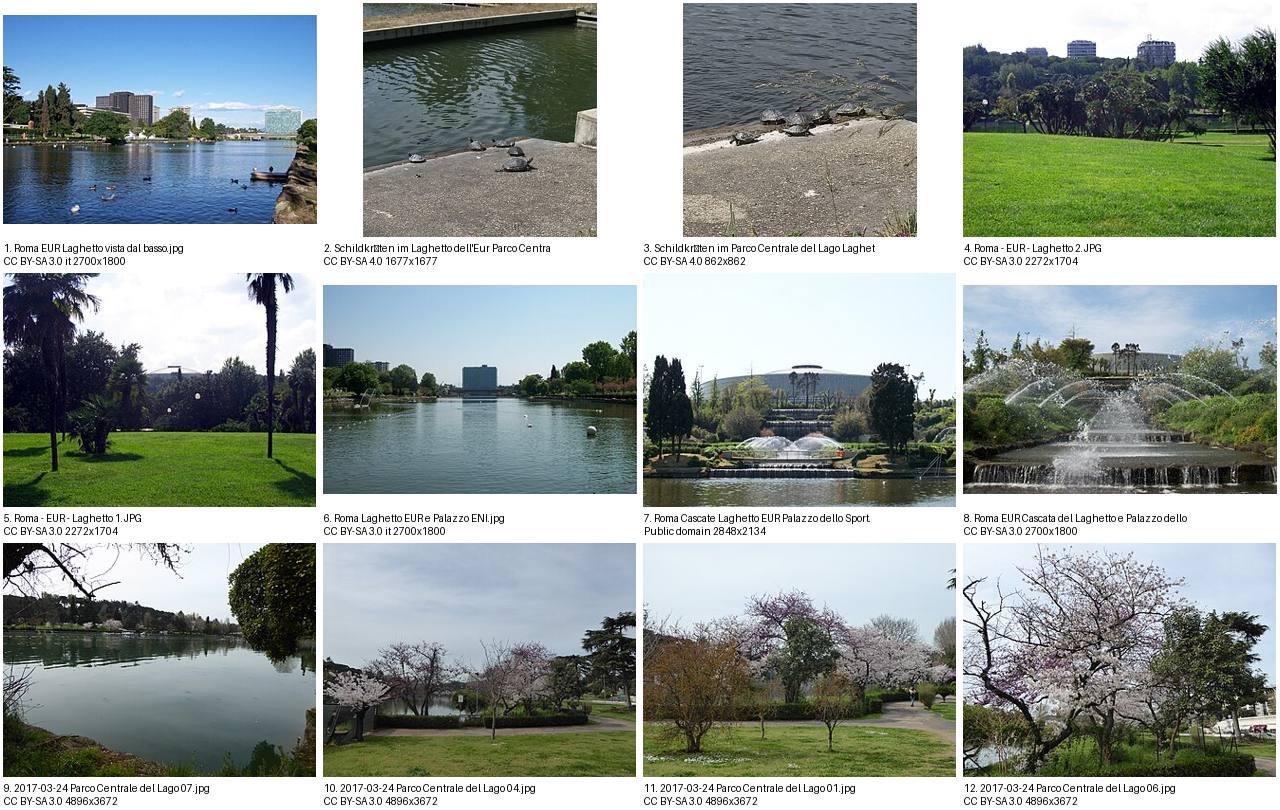 1. Roma EUR Laghetto vista dal basso.jpg
CC BY-SA 3.0 it 2700x1800
2. Schildkr□ten im Laghetto dell'Eur Parco Centra
CC BY-SA 4.0 1677x1677
3. Schildkr□ten im Parco Centrale del Lago Laghet
CC BY-SA 4.0 862x862
4. Roma - EUR - Laghetto 2.JPG
CC BY-SA 3.0 2272x1704
5. Roma - EUR - Laghetto 1.JPG
CC BY-SA 3.0 2272x1704
6. Roma Laghetto EUR e Palazzo ENI.jpg
CC BY-SA 3.0 it 2700x1800
7. Roma Cascate Laghetto EUR Palazzo dello Sport.
Public domain 2848x2134
8. Roma EUR Cascata del Laghetto e Palazzo dello
CC BY-SA 3.0 2700x1800
9. 2017-03-24 Parco Centrale del Lago 07.jpg
CC BY-SA 3.0 4896x3672
10. 2017-03-24 Parco Centrale del Lago 04.jpg
CC BY-SA 3.0 4896x3672
11. 2017-03-24 Parco Centrale del Lago 01.jpg
CC BY-SA 3.0 4896x3672
12. 2017-03-24 Parco Centrale del Lago 06.jpg
CC BY-SA 3.0 4896x3672